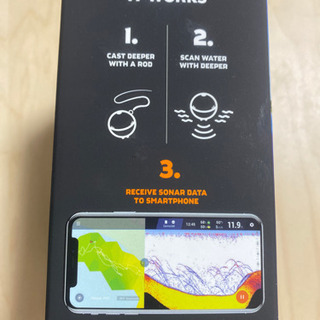 IT WORKS
1.
CAST DEEPER
WITH A ROD
2.
SCAN WATER
WITH DEEPER
3.
RECEIVE SONAR DATA
TO SMARTPHONE
11.9